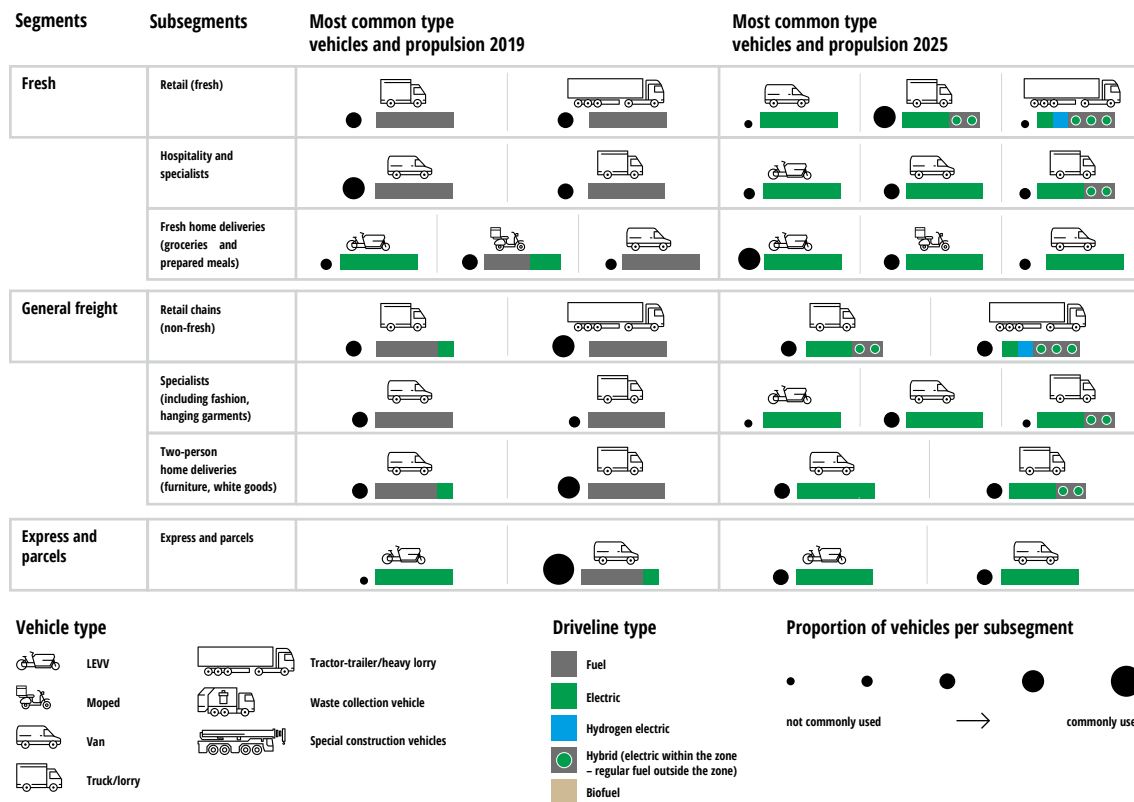 Segments
Subsegments
Most common type
vehicles and propulsion 2019
Most common type
vehicles and propulsion 2025
Fresh
Retail (fresh)
Hospitality and
specialists
Fresh home deliveries
(groceries and
prepared meals)
General freight
Retail chains
(non-fresh)
Specialists
(including fashion,
hanging garments)
Two-person
home deliveries
(furniture, white goods)
Express and
parcels
Express and parcels
Vehicle type
LEVV
Moped
Van
Truck/lorry
Tractor-trailer/heavy lorry
Waste collection vehicle
Special construction vehicles
Driveline type
Fuel
Electric
Hydrogen electric
Hybrid (electric within the zone
– regular fuel outside the zone)
Biofuel
Proportion of vehicles per subsegment
not commonly used
commonly use